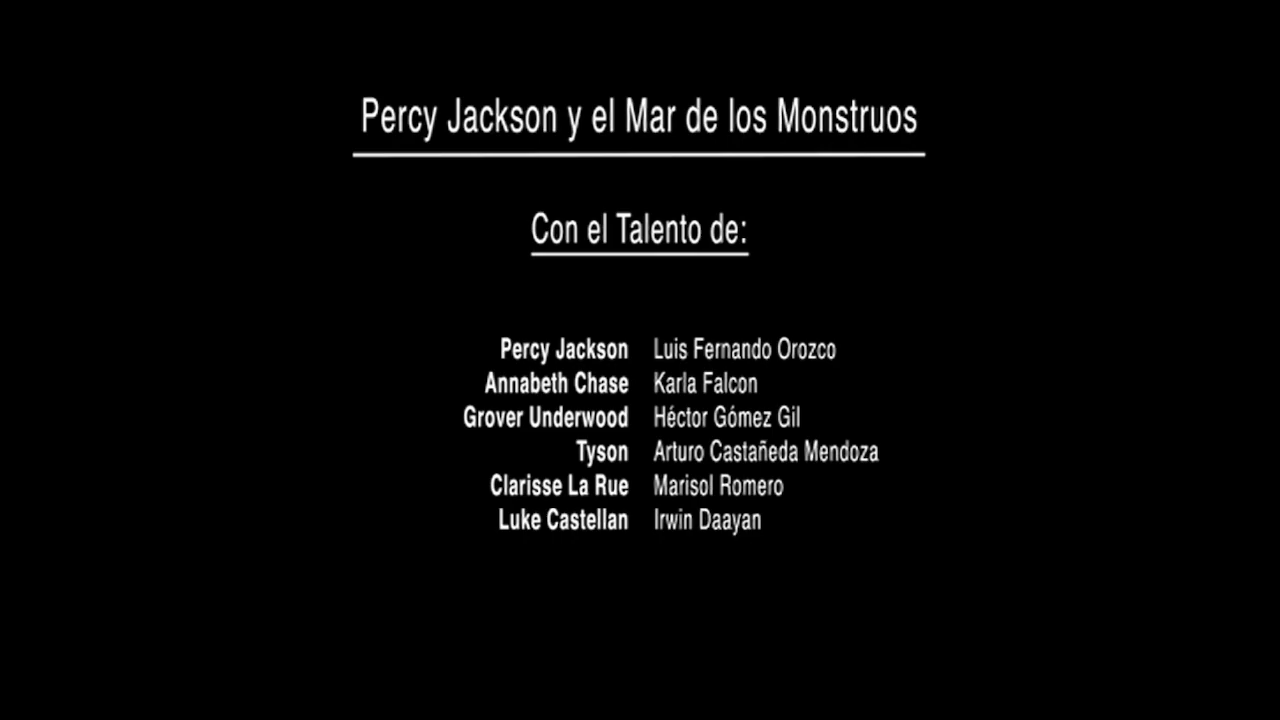 Percy Jackson y el Mar de los Monstruos
Con el Talento de:
Percy Jackson Luis Fernando Orozco
Annabeth Chase Karla Falcon
Grover Underwood Héctor Gómez Gil
Tyson Arturo Castañeda Mendoza
Clarisse La Rue Marisol Romero
Luke Castellan Irwin Daayan